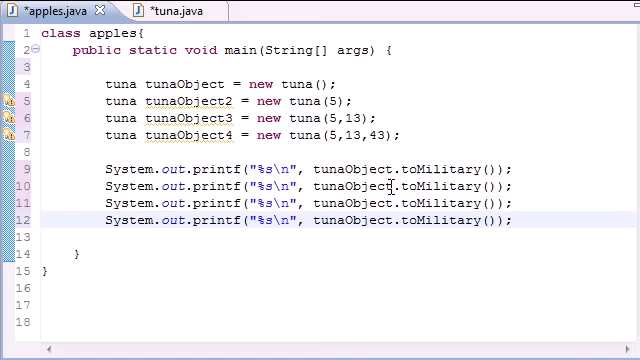 *apples.java
*tuna.java
1 class apples{
2 public static void main(String[] args) {
3
4 tuna tunaObject = new tuna();
5 tuna tunaObject2 = new tuna(5);
6 tuna tunaObject3 = new tuna(5,13);
7 tuna tunaObject4 = new tuna(5,13,43);
8
9 System.out.printf("%s\n", tunaObject.toMilitary());
10 System.out.printf("%s\n", tunaObject.toMilitary());
11 System.out.printf("%s\n", tunaObject.toMilitary());
12 System.out.printf("%s\n", tunaObject.toMilitary());
13
14 }
15 }
16
17
18